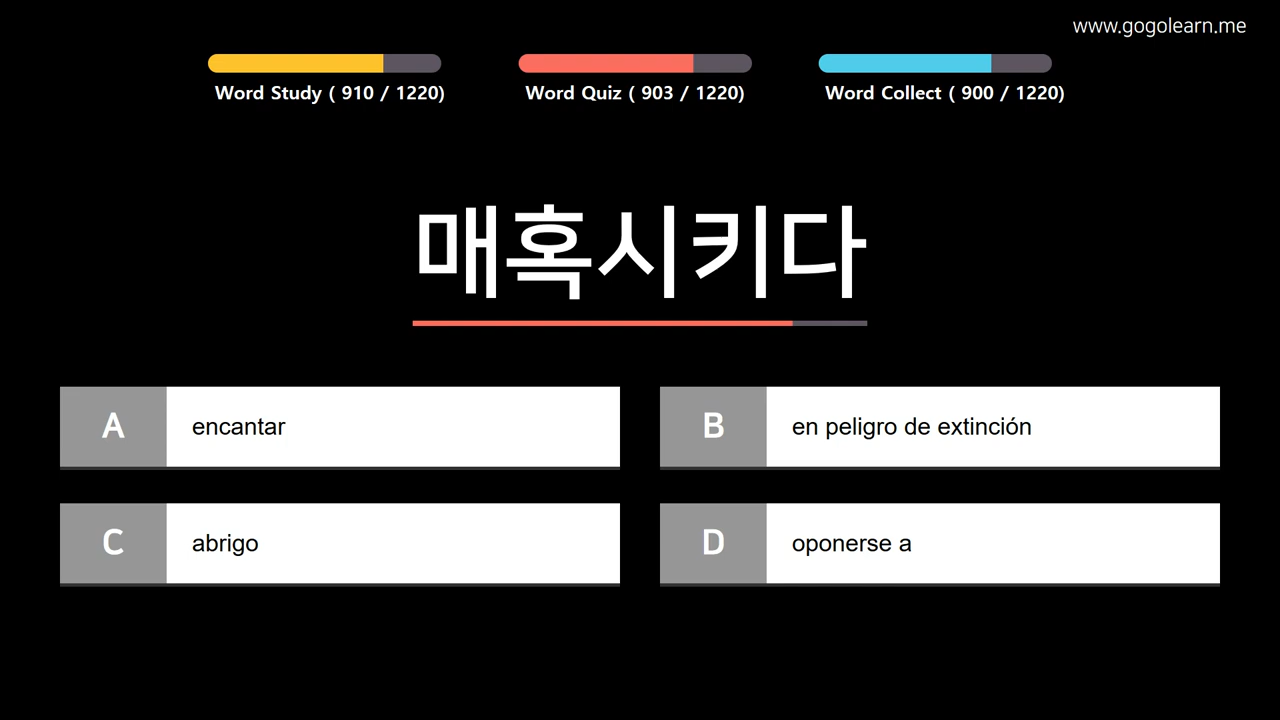 www.gogolearn.me
Word Study ( 910 / 1220)
Word Quiz ( 903 / 1220)
Word Collect ( 900 / 1220)
매혹시키다
A encantar
B en peligro de extinción
C abrigo
D oponerse a